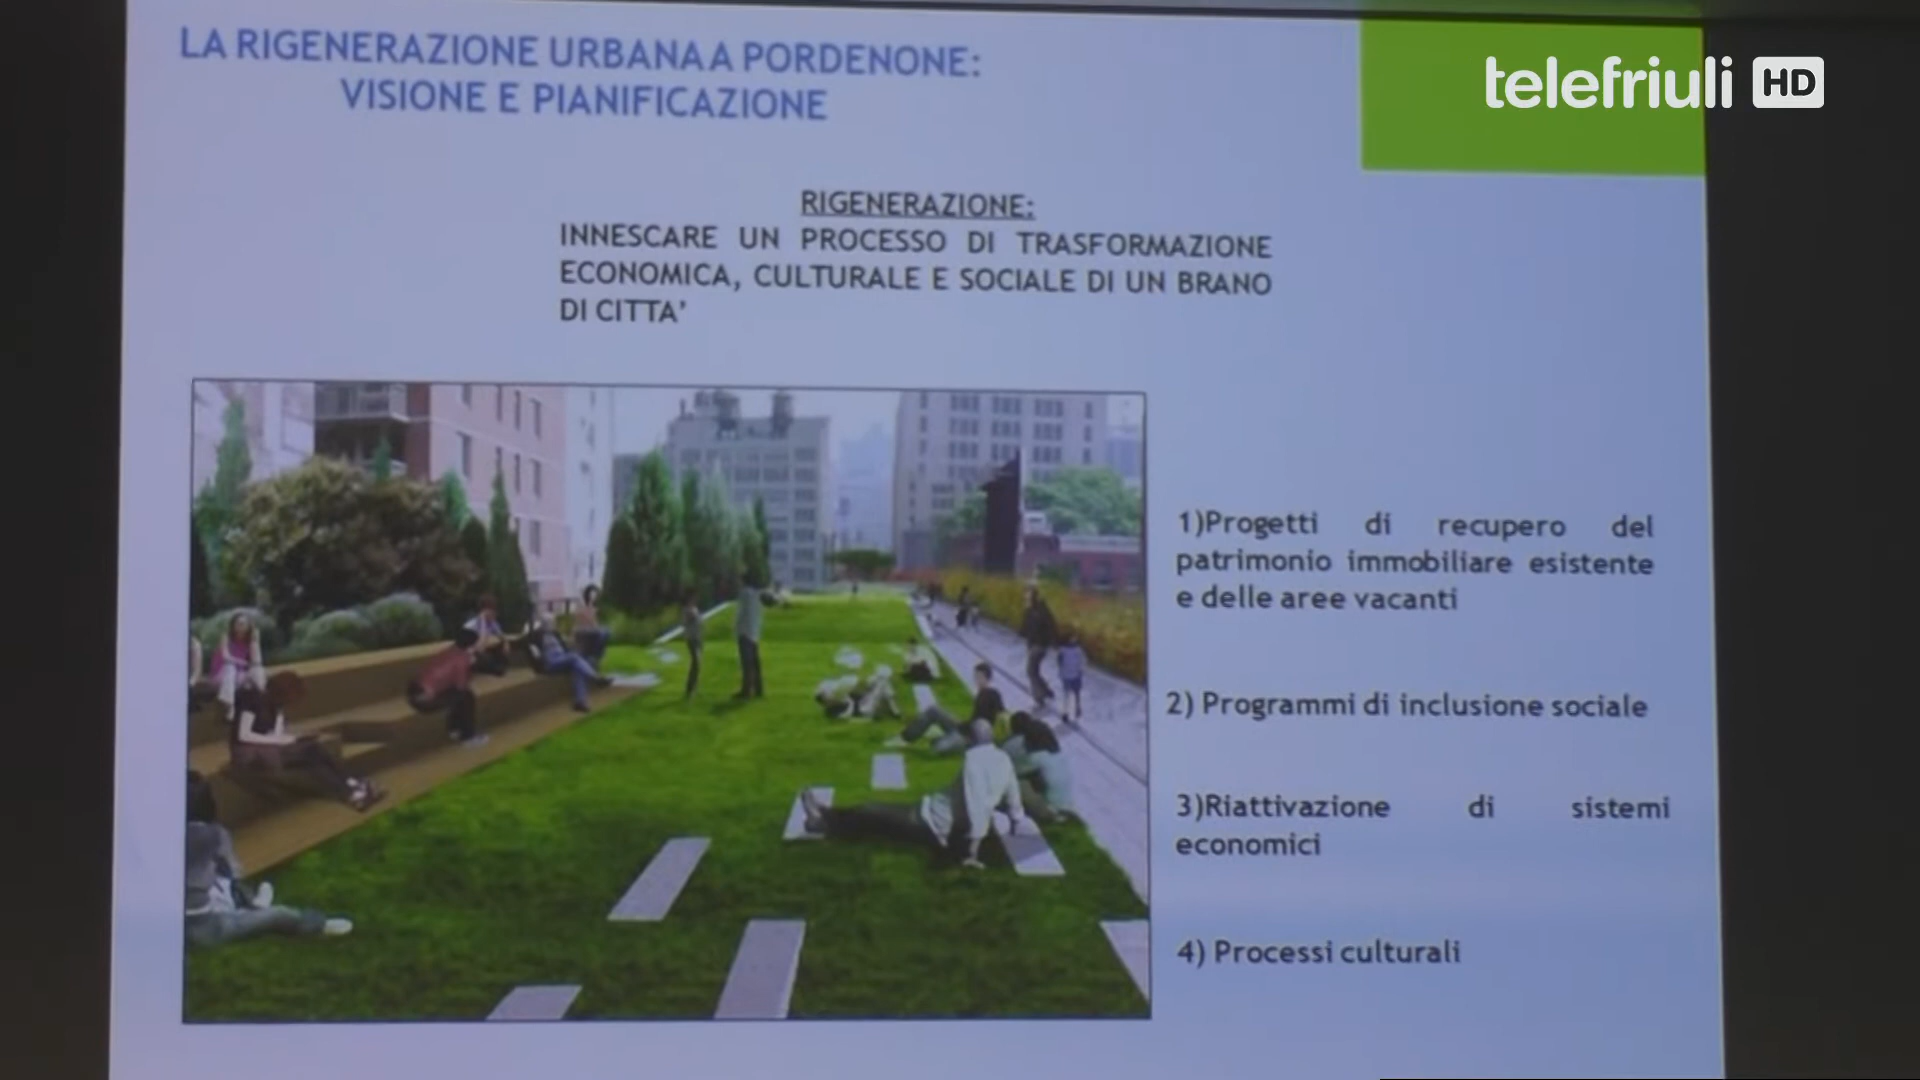 LA RIGENERAZIONE URBANA A PORDENONE:
VISIONE E PIANIFICAZIONE
telefriuli HD
RIGENERAZIONE:
INNESCARE UN PROCESSO DI TRASFORMAZIONE
ECONOMICA, CULTURALE E SOCIALE DI UN BRANO
DI CITTA'
1)Progetti di recupero del
patrimonio immobiliare esistente
e delle aree vacanti
2) Programmi di inclusione sociale
3)Riattivazione di sistemi
economici
4) Processi culturali